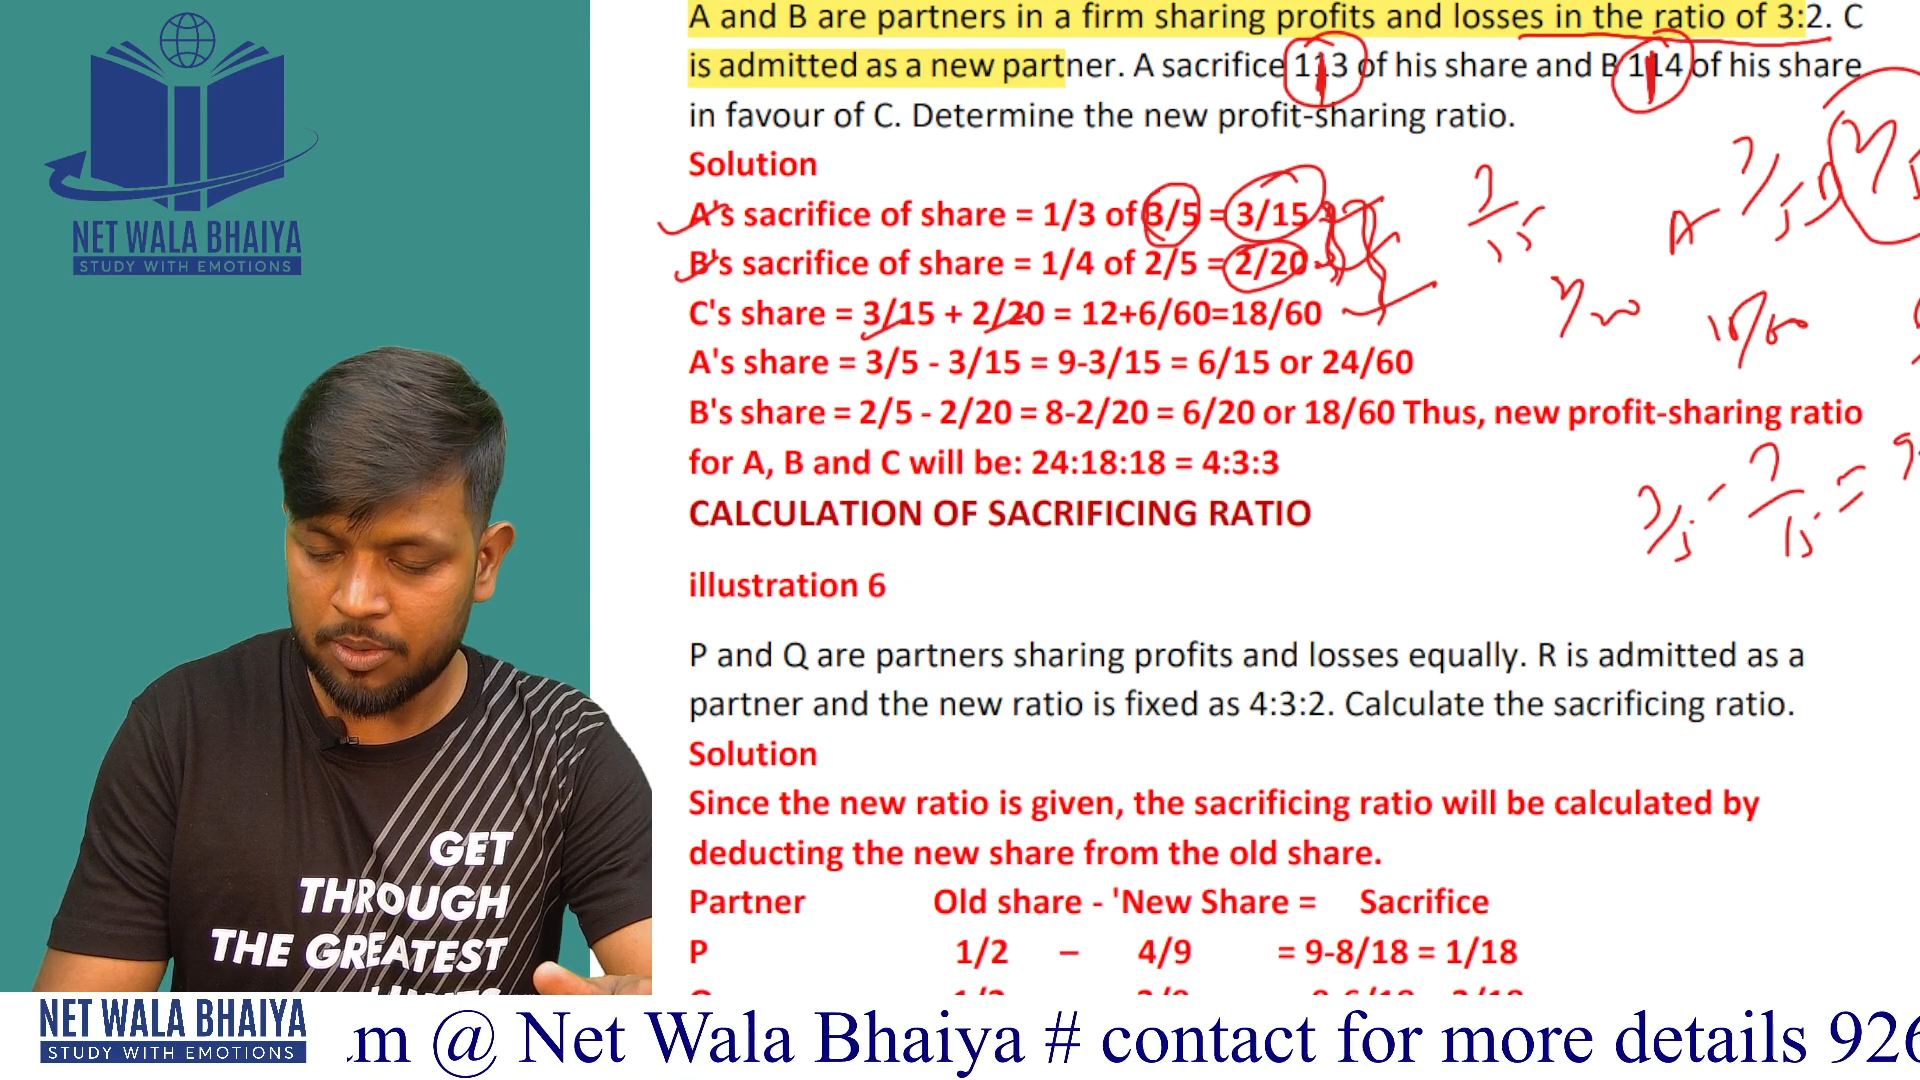 A and B are partners in a firm sharing profits and losses in the ratio of 3:2. C
is admitted as a new partner. A sacrifice 113 of his share and B 114 of his share
in favour of C. Determine the new profit-sharing ratio.
Solution
A's sacrifice of share = 1/3 of 3/5 = 3/15
B's sacrifice of share = 1/4 of 2/5 = 2/20
C's share = 3/15 + 2/20 = 12+6/60=18/60
A's share = 3/5 - 3/15 = 9-3/15 = 6/15 or 24/60
B's share = 2/5 - 2/20 = 8-2/20 = 6/20 or 18/60 Thus, new profit-sharing ratio
for A, B and C will be: 24:18:18 = 4:3:3
CALCULATION OF SACRIFICING RATIO
illustration 6
P and Q are partners sharing profits and losses equally. R is admitted as a
partner and the new ratio is fixed as 4:3:2. Calculate the sacrificing ratio.
Solution
Since the new ratio is given, the sacrificing ratio will be calculated by
deducting the new share from the old share.
Partner Old share - 'New Share = Sacrifice
P 1/2 – 4/9 = 9-8/18 = 1/18
NET WALA BHAIYA
STUDY WITH EMOTIONS
GET
THROUGH
THE GREATEST
NET WALA BHAIYA
STUDY WITH EMOTIONS
m @ Net Wala Bhaiya # contact for more details 926